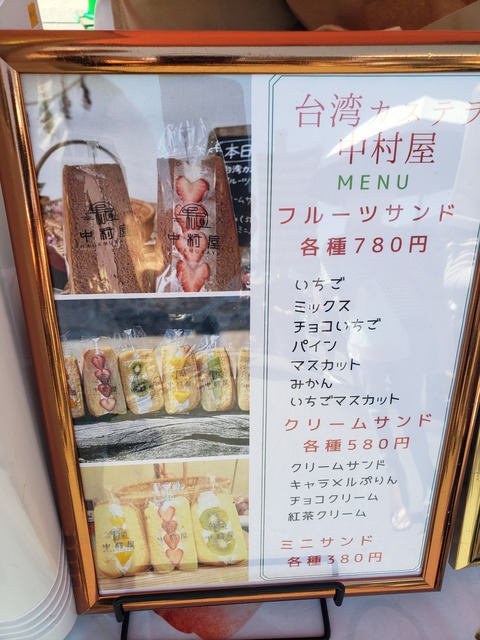 台湾カステラ
中村屋
MENU
フルーツサンド
各種780円
いちご
ミックス
チョコいちご
パイン
マスカット
みかん
いちごマスカット
クリームサンド
各種580円
クリームサンド
キャラメルぷりん
チョコクリーム
紅茶クリーム
ミニサンド
各種380円
中村屋
中村屋
本日
中村屋